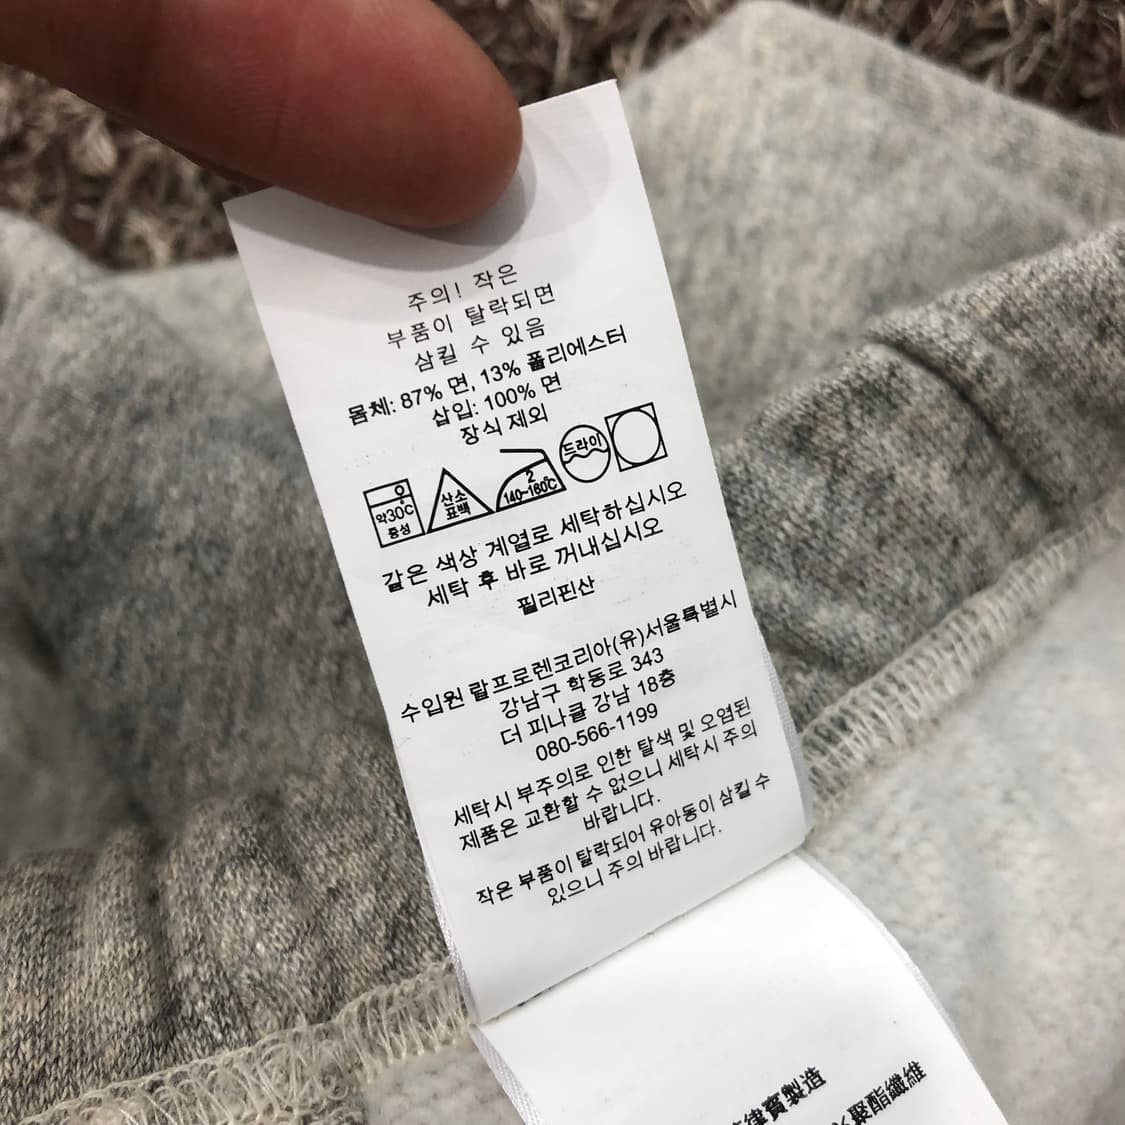 주의! 작은
부품이 탈락되면
삼킬 수 있음
몸체: 87% 면, 13% 폴리에스터
삽입: 100% 면
장식 제외
약30℃
중성
산소
표백
2
140~160℃
드라이
같은 색상 계열로 세탁하십시오
세탁 후 바로 꺼내십시오
필리핀산
수입원 랄프로렌코리아(유)서울특별시
강남구 학동로 343
더 피나클 강남 18층
080-566-1199
세탁시 부주의로 인한 탈색 및 오염된
제품은 교환할 수 없으니 세탁시 주의
바랍니다.
작은 부품이 탈락되어 유아동이 삼킬 수
있으니 주의 바랍니다.
律賓製造
聚酯纖維